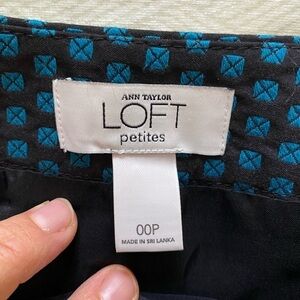 ANN TAYLOR
LOFT
petites
00P
MADE IN SRI LANKA